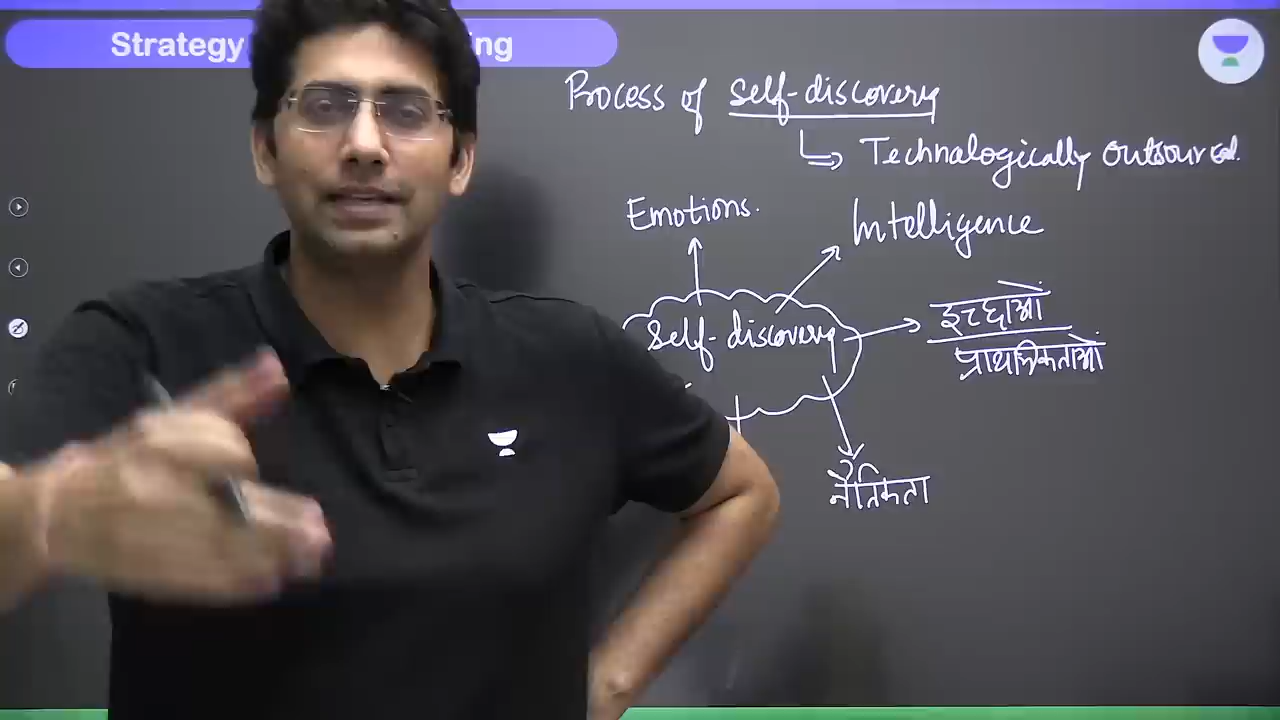 Strategy ing
Process of self-discovery
Technologically outsourced.
Emotions.
Intelligence
self-discovery
इच्छाओं
प्राथमिकताओं
नैतिकता